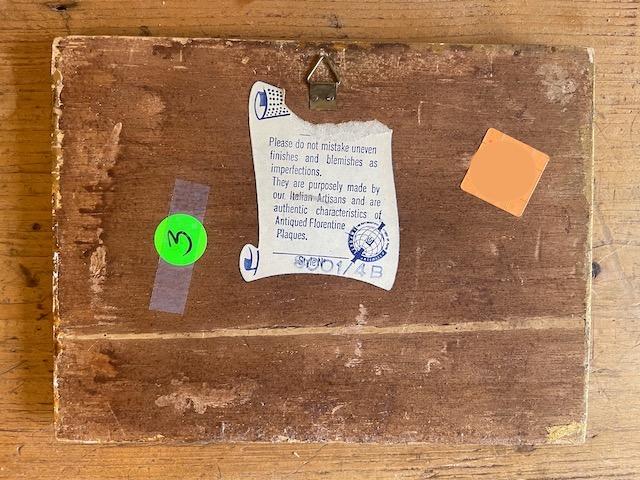 Please do not mistake uneven
finishes and blemishes as
imperfections.
They are purposely made by
our Italian Artisans and are
authentic characteristics of
Antiqued Florentine
Plaques.
3